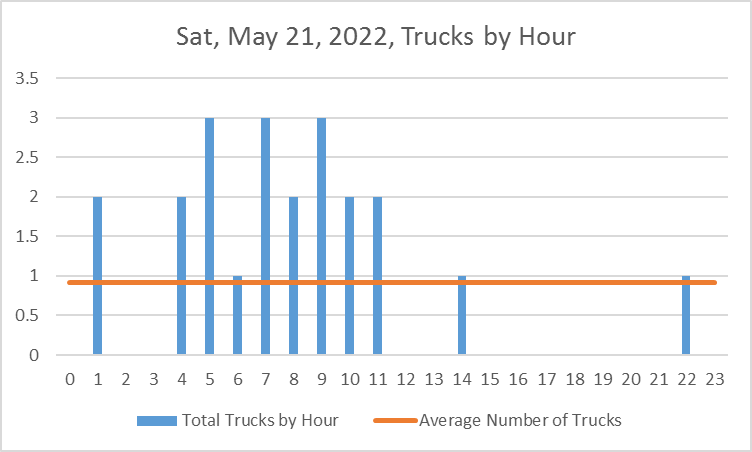 Sat, May 21, 2022, Trucks by Hour
3.5
3
2.5
2
1.5
1
0.5
0
0 1 2 3 4 5 6 7 8 9 10 11 12 13 14 15 16 17 18 19 20 21 22 23
Total Trucks by Hour Average Number of Trucks